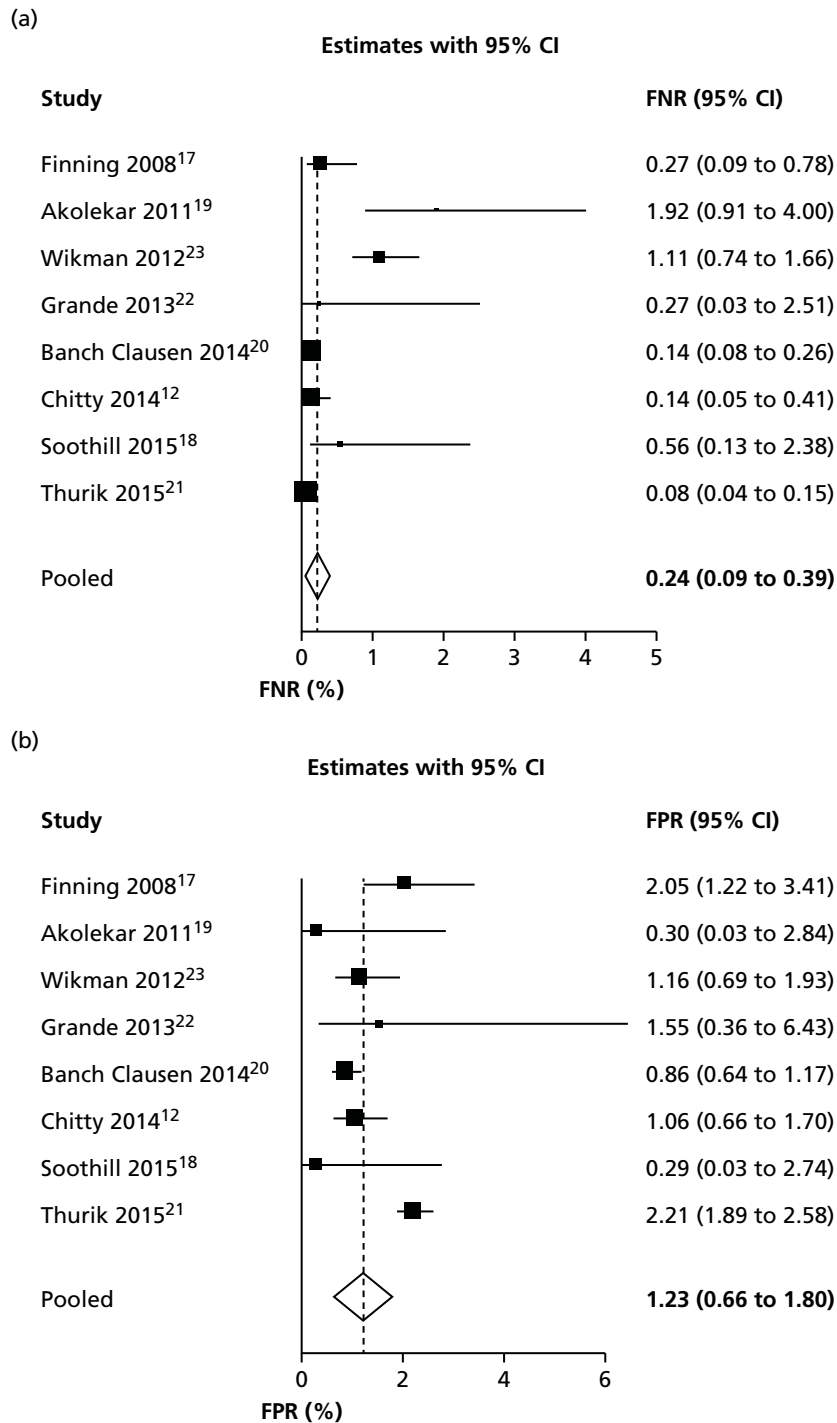 (a)
Estimates with 95% CI
Study FNR (95% CI)
Finning 2008¹⁷ 0.27 (0.09 to 0.78)
Akolekar 2011¹⁹ 1.92 (0.91 to 4.00)
Wikman 2012²³ 1.11 (0.74 to 1.66)
Grande 2013²² 0.27 (0.03 to 2.51)
Banch Clausen 2014²⁰ 0.14 (0.08 to 0.26)
Chitty 2014¹² 0.14 (0.05 to 0.41)
Soothill 2015¹⁸ 0.56 (0.13 to 2.38)
Thurik 2015²¹ 0.08 (0.04 to 0.15)
Pooled 0.24 (0.09 to 0.39)
0 1 2 3 4 5
FNR (%)
(b)
Estimates with 95% CI
Study FPR (95% CI)
Finning 2008¹⁷ 2.05 (1.22 to 3.41)
Akolekar 2011¹⁹ 0.30 (0.03 to 2.84)
Wikman 2012²³ 1.16 (0.69 to 1.93)
Grande 2013²² 1.55 (0.36 to 6.43)
Banch Clausen 2014²⁰ 0.86 (0.64 to 1.17)
Chitty 2014¹² 1.06 (0.66 to 1.70)
Soothill 2015¹⁸ 0.29 (0.03 to 2.74)
Thurik 2015²¹ 2.21 (1.89 to 2.58)
Pooled 1.23 (0.66 to 1.80)
0 2 4 6
FPR (%)